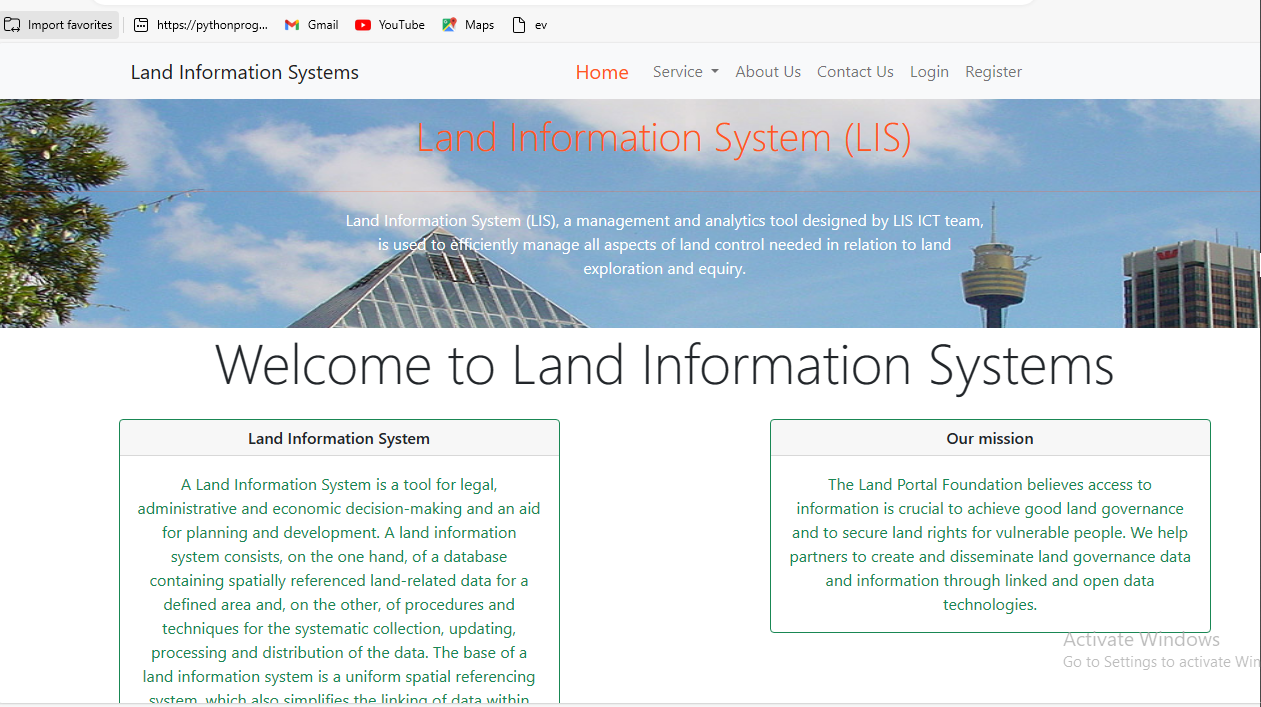 Import favorites
https://pythonprog...
Gmail
YouTube
Maps
ev
Land Information Systems
Home
Service
About Us
Contact Us
Login
Register
Land Information System (LIS)
Land Information System (LIS), a management and analytics tool designed by LIS ICT team,
is used to efficiently manage all aspects of land control needed in relation to land
exploration and equiry.
Welcome to Land Information Systems
Land Information System
A Land Information System is a tool for legal,
administrative and economic decision-making and an aid
for planning and development. A land information
system consists, on the one hand, of a database
containing spatially referenced land-related data for a
defined area and, on the other, of procedures and
techniques for the systematic collection, updating,
processing and distribution of the data. The base of a
land information system is a uniform spatial referencing
system, which also simplifies the linking of data within
Our mission
The Land Portal Foundation believes access to
information is crucial to achieve good land governance
and to secure land rights for vulnerable people. We help
partners to create and disseminate land governance data
and information through linked and open data
technologies.
Activate Windows
Go to Settings to activate Win